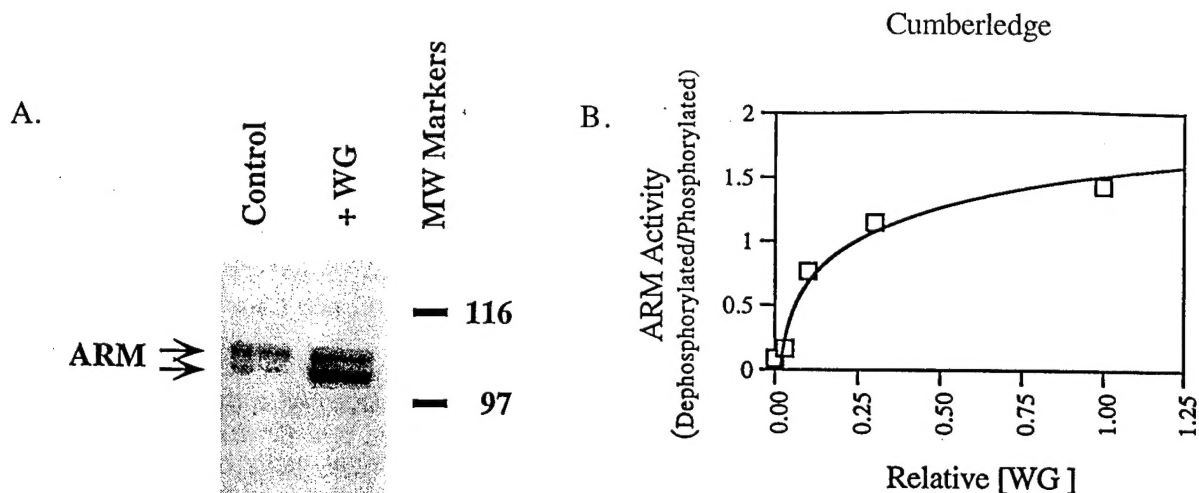 Cumberledge
A.
Control
+ WG
MW Markers
116
ARM
97
B.
ARM Activity
(Dephosphorylated/Phosphorylated)
2
1.5
1
0.5
0
0.00
0.25
0.50
0.75
1.00
1.25
Relative [WG ]